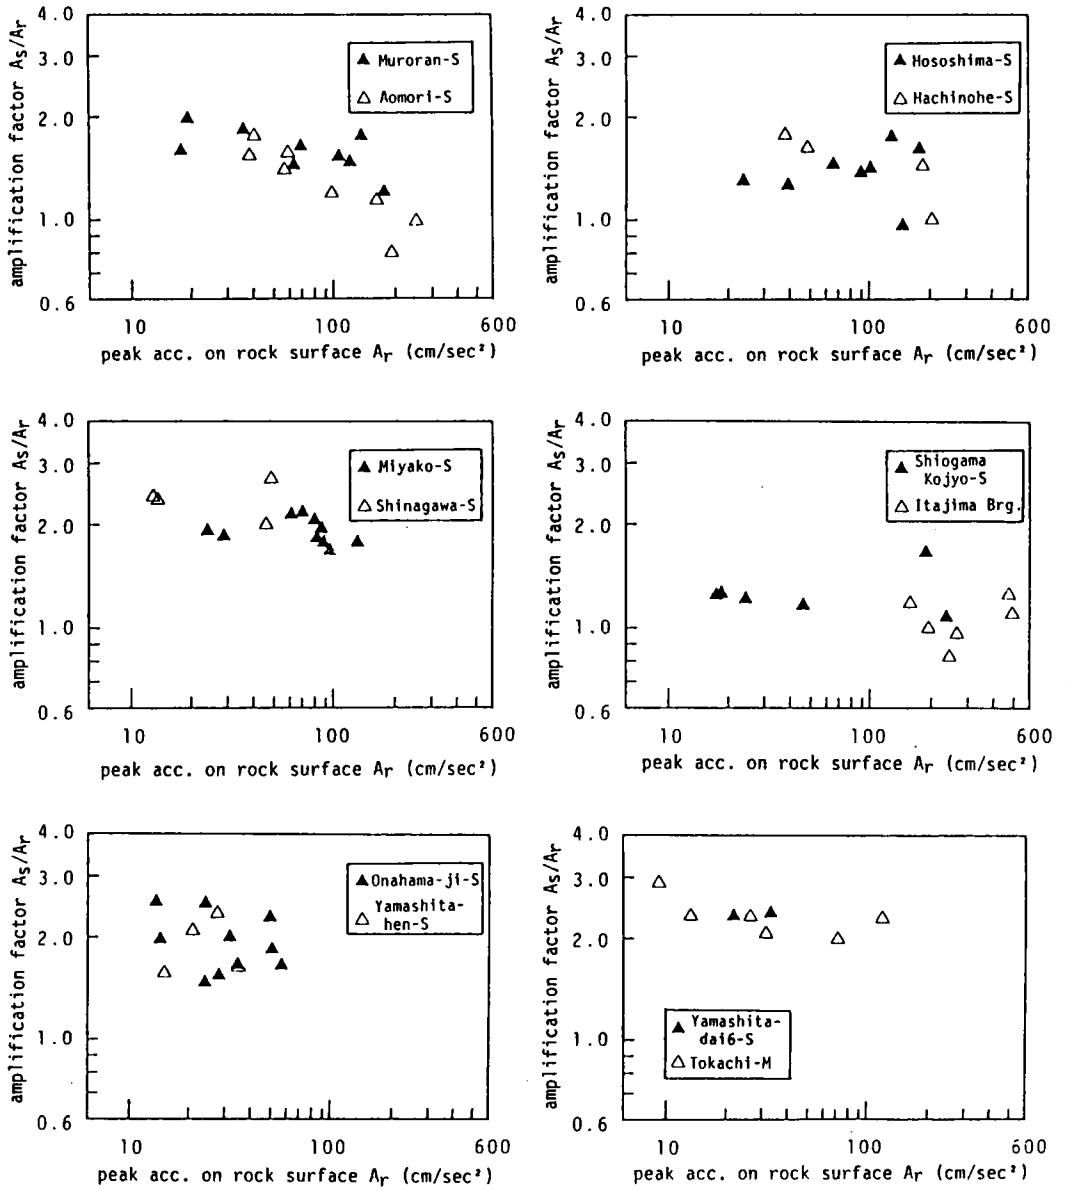 4.0
3.0
2.0
1.0
0.6
amplification factor As/Ar
▲ Muroran-S
△ Aomori-S
10 100 600
peak acc. on rock surface Ar (cm/sec²)
4.0
3.0
2.0
1.0
0.6
amplification factor As/Ar
▲ Hososhima-S
△ Hachinohe-S
10 100 600
peak acc. on rock surface Ar (cm/sec²)
4.0
3.0
2.0
1.0
0.6
amplification factor As/Ar
▲ Miyako-S
△ Shinagawa-S
10 100 600
peak acc. on rock surface Ar (cm/sec²)
4.0
3.0
2.0
1.0
0.6
amplification factor As/Ar
▲ Shiogama
Kojyo-S
△ Itajima Brg.
10 100 600
peak acc. on rock surface Ar (cm/sec²)
4.0
3.0
2.0
1.0
0.6
amplification factor As/Ar
▲ Onahama-ji-S
△ Yamashita-
hen-S
10 100 600
peak acc. on rock surface Ar (cm/sec²)
4.0
3.0
2.0
1.0
0.6
amplification factor As/Ar
▲ Yamashita-
dai6-S
△ Tokachi-M
10 100 600
peak acc. on rock surface Ar (cm/sec²)